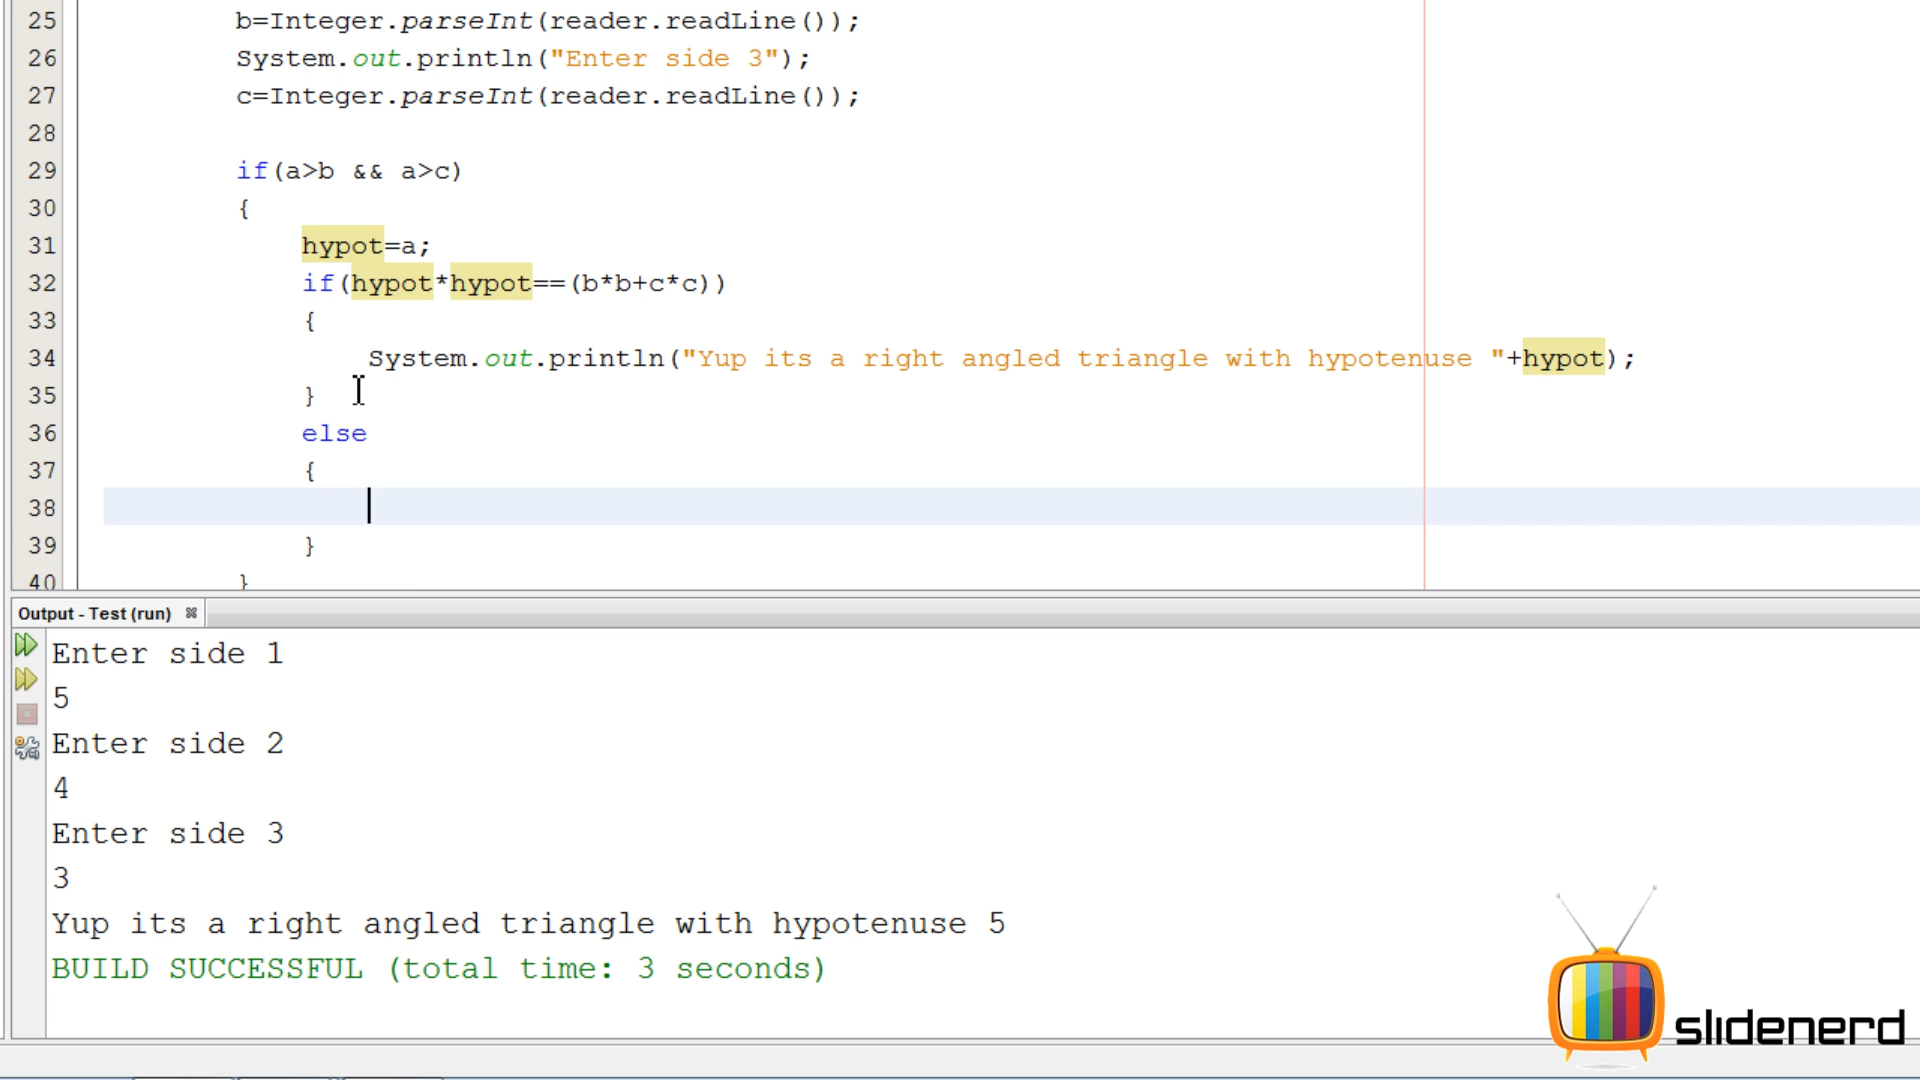 25 b=Integer.parseInt(reader.readLine());
26 System.out.println("Enter side 3");
27 c=Integer.parseInt(reader.readLine());
28
29 if(a>b && a>c)
30 {
31 hypot=a;
32 if(hypot*hypot==(b*b+c*c))
33 {
34 System.out.println("Yup its a right angled triangle with hypotenuse "+hypot);
35 }
36 else
37 {
38
39 }
40 }
Output - Test (run)
Enter side 1
5
Enter side 2
4
Enter side 3
3
Yup its a right angled triangle with hypotenuse 5
BUILD SUCCESSFUL (total time: 3 seconds)
slidenerd